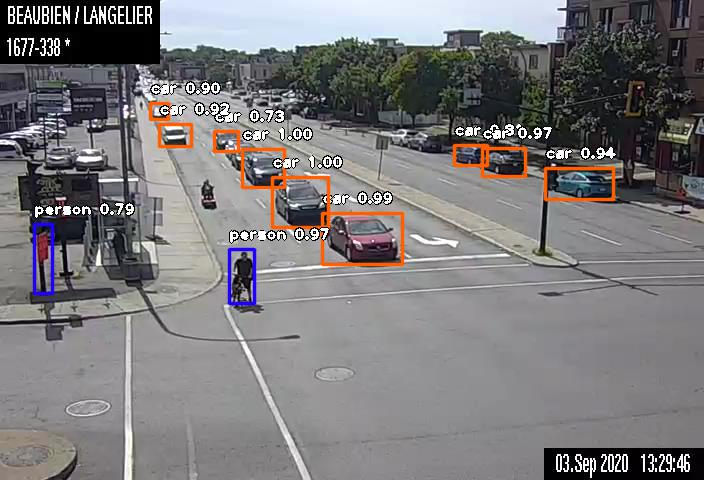 BEAUBIEN / LANGELIER
1677-338 *
car 0.90
car 0.92
car 0.73
car 1.00
car 1.00
car 0.99
car 0.97
car 0.94
person 0.79
person 0.97
03.Sep 2020 13:29:46